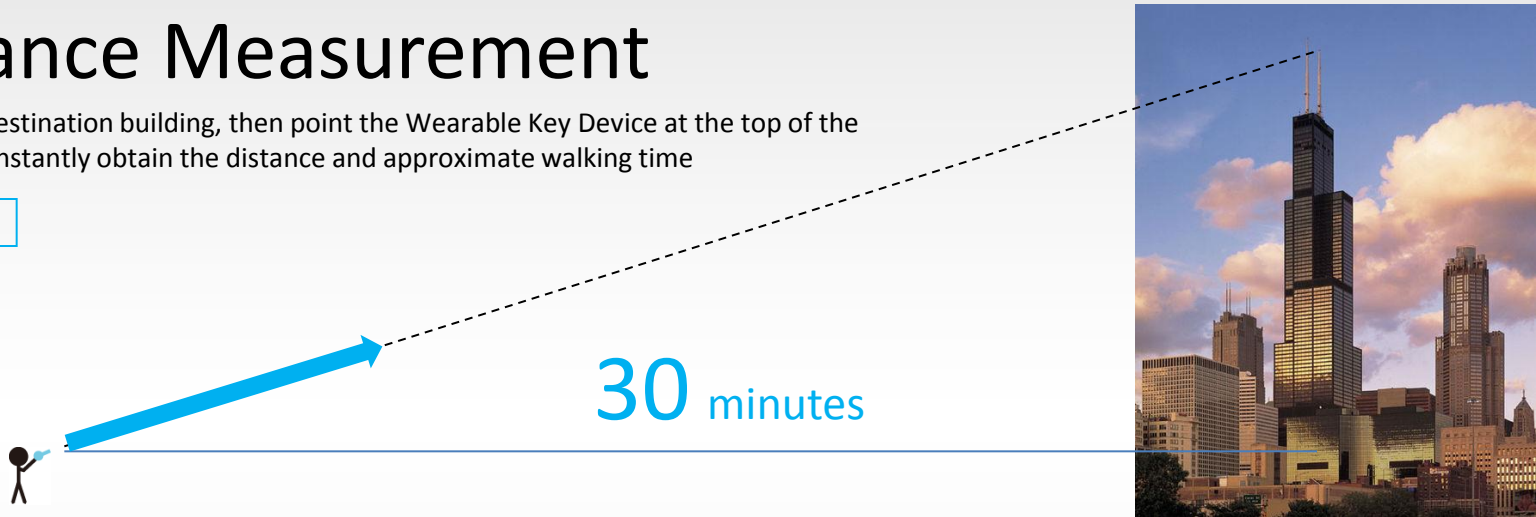 ance Measurement
estination building, then point the Wearable Key Device at the top of the
nstantly obtain the distance and approximate walking time
30 minutes